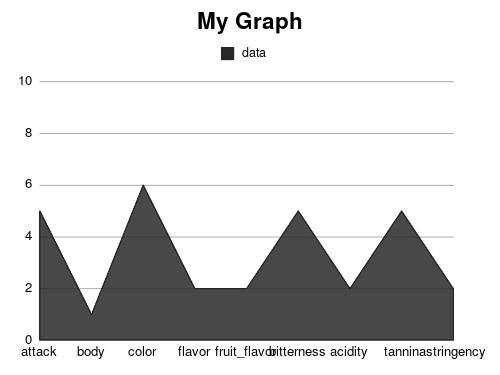 My Graph
data
10
8
6
4
2
0
attack body color flavor fruit_flavor bitterness acidity tannin astringency